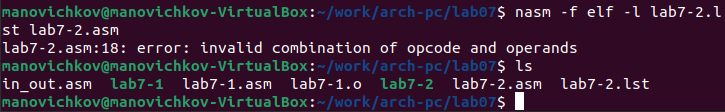 manovichkov@manovichkov-VirtualBox:~/work/arch-pc/lab07$ nasm -f elf -l lab7-2.l
st lab7-2.asm
lab7-2.asm:18: error: invalid combination of opcode and operands
manovichkov@manovichkov-VirtualBox:~/work/arch-pc/lab07$ ls
in_out.asm  lab7-1  lab7-1.asm  lab7-1.o  lab7-2  lab7-2.asm  lab7-2.lst
manovichkov@manovichkov-VirtualBox:~/work/arch-pc/lab07$